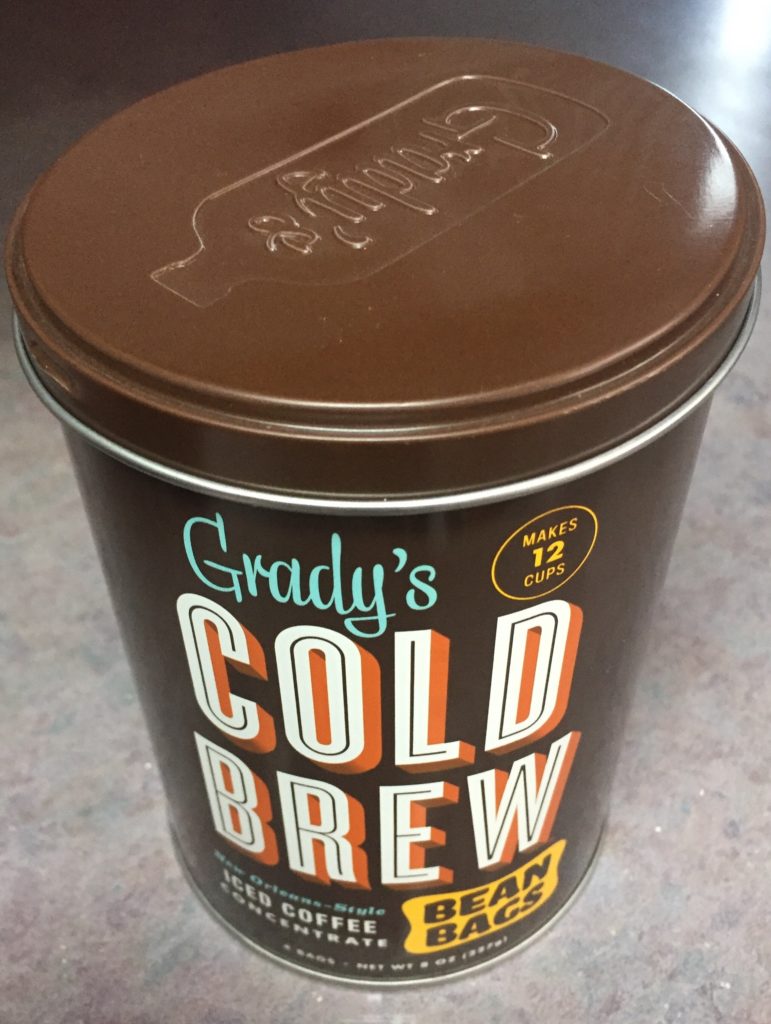 Grady's
Grady's
MAKES
12
CUPS
COLD
BREW
New Orleans-Style
ICED COFFEE
CONCENTRATE
BEAN
BAGS
4 BAGS - NET WT 8 OZ (227g)